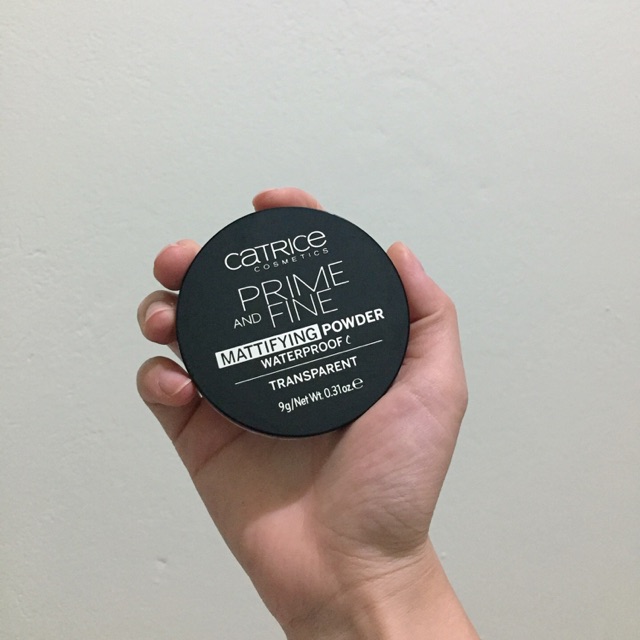 CATRICE
COSMETICS
PRIME
AND FINE
MATTIFYING POWDER
WATERPROOF
TRANSPARENT
9g/Net Wt. 0.31oz.℮